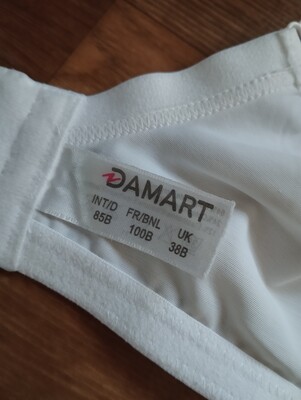 DAMART
INT/D FR/BNL UK
85B 100B 38B